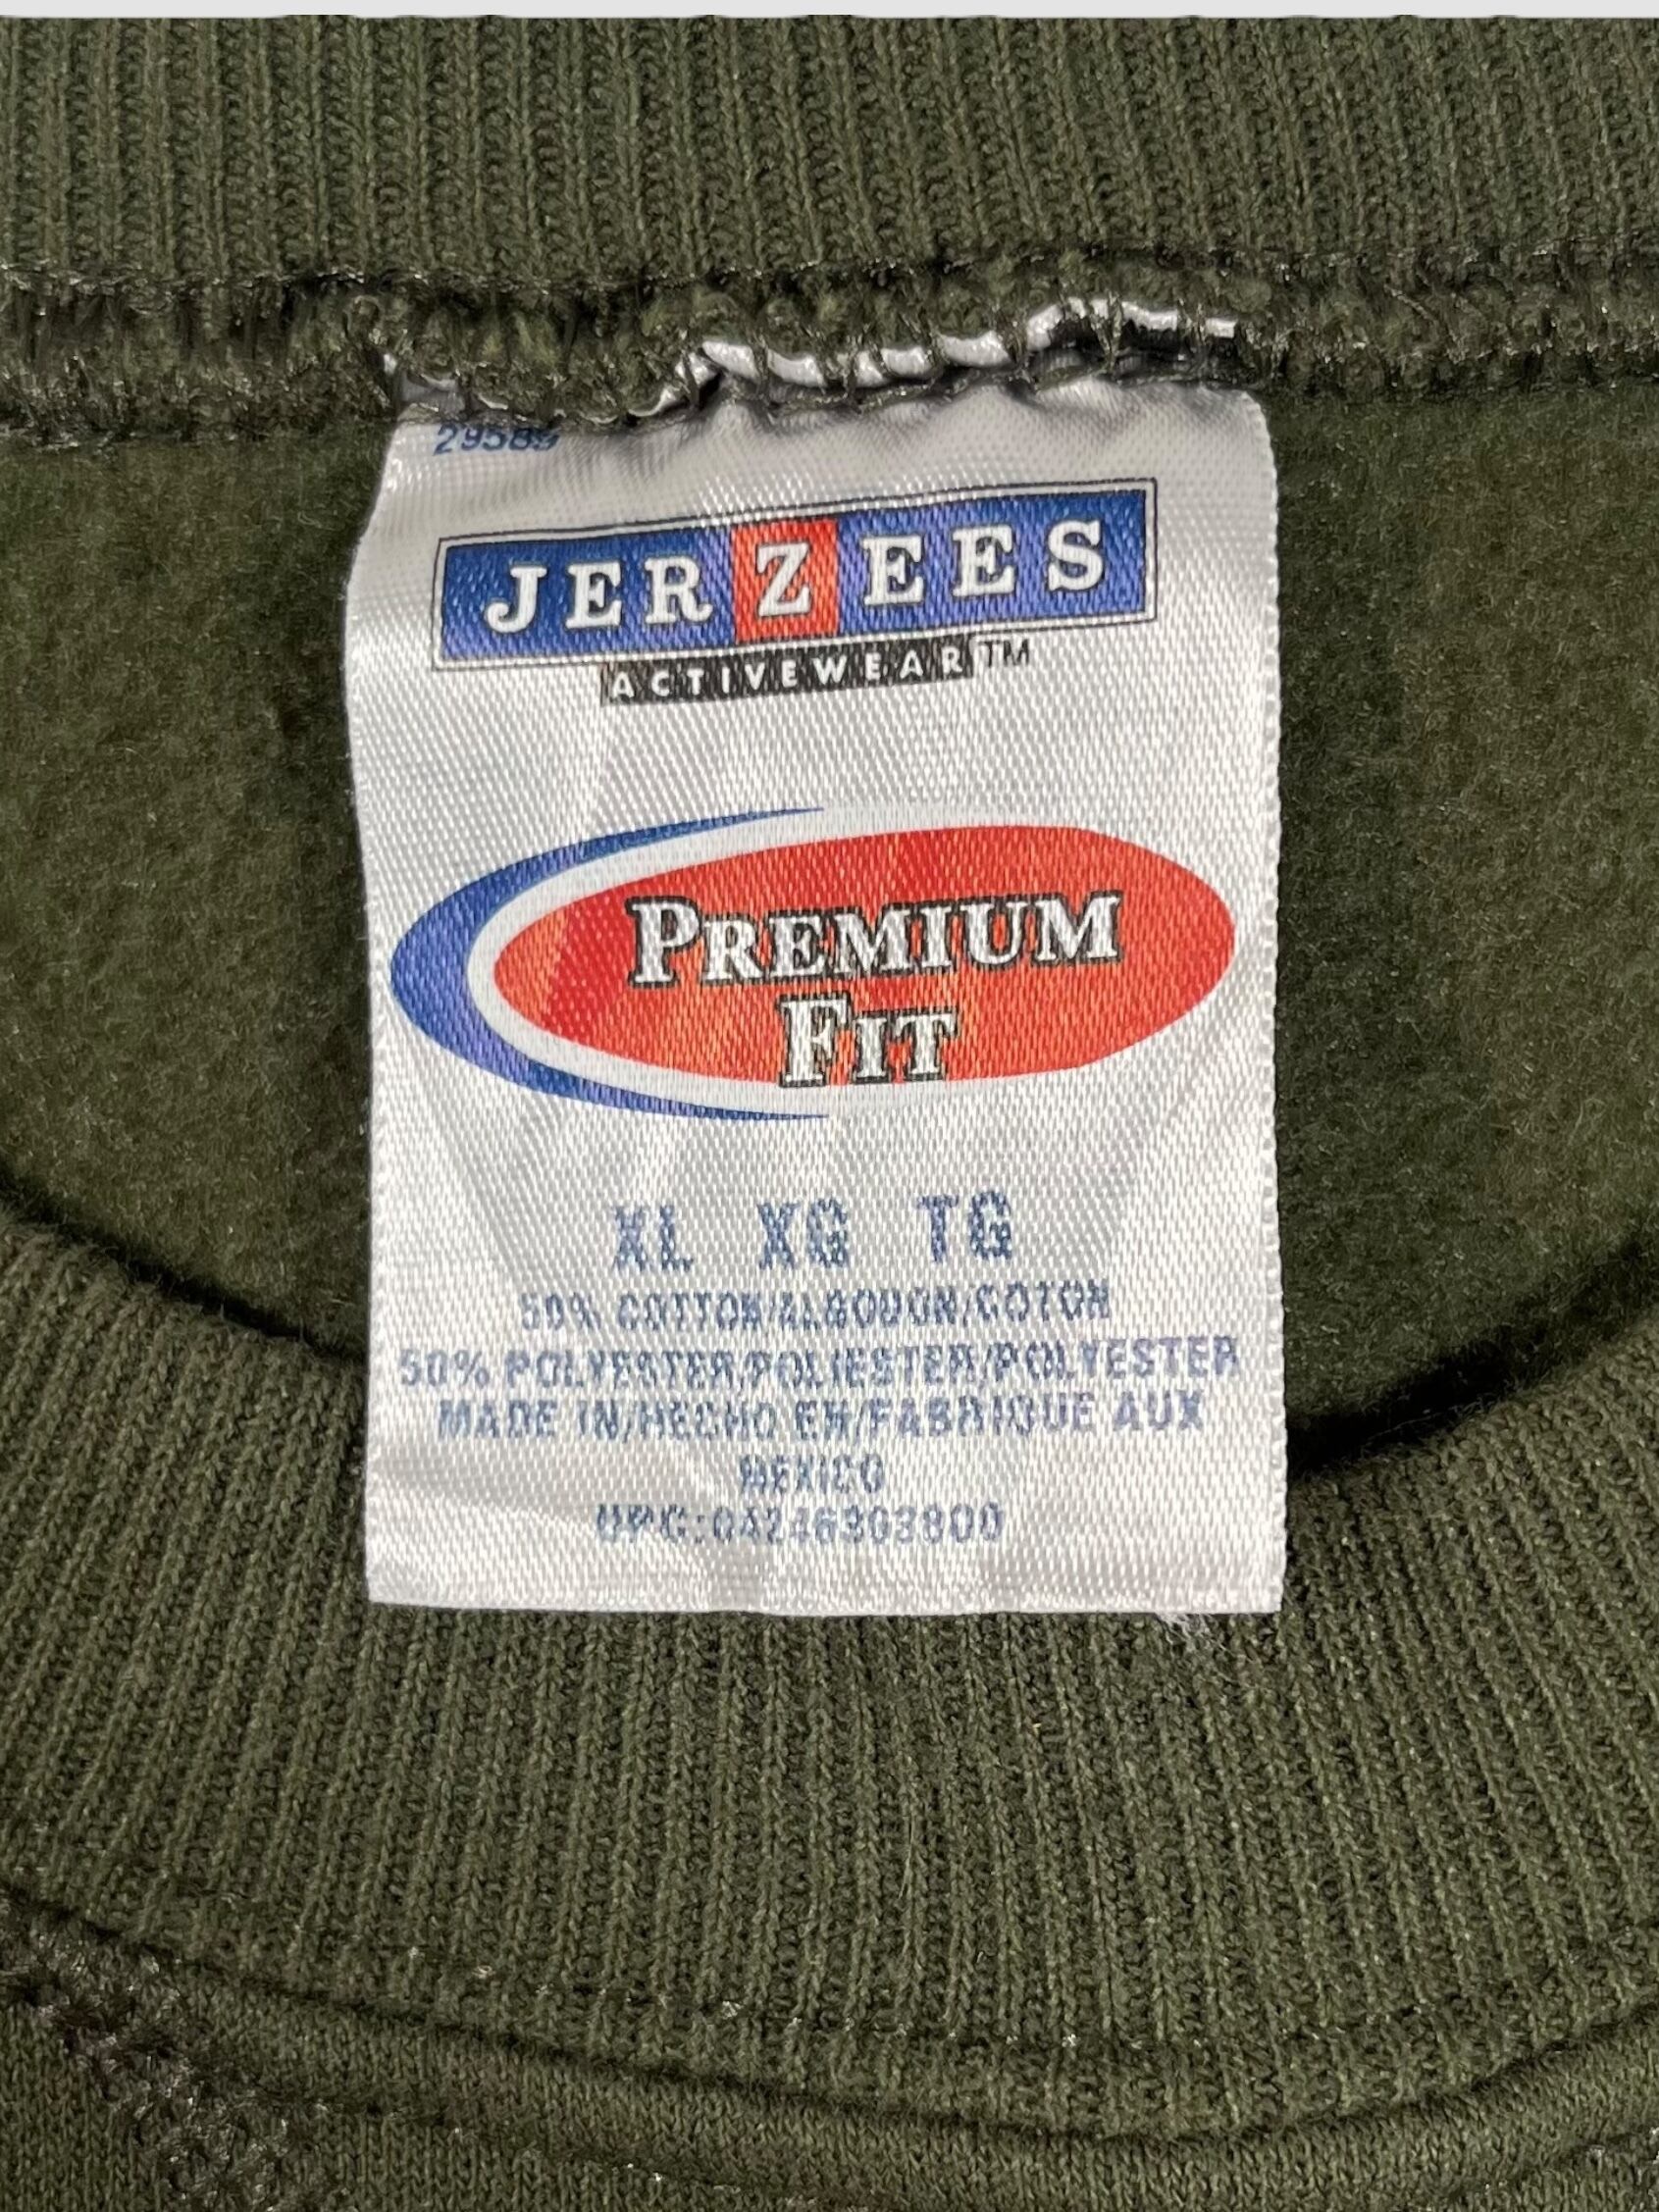 29589
JERZEES
ACTIVEWEAR™
PREMIUM
FIT
XL XG TG
50% COTTON/ALGODON/COTON
50% POLYESTER/POLIESTER/POLYESTER
MADE IN/HECHO EN/FABRIQUE AUX
MEXICO
UPC:04246303800